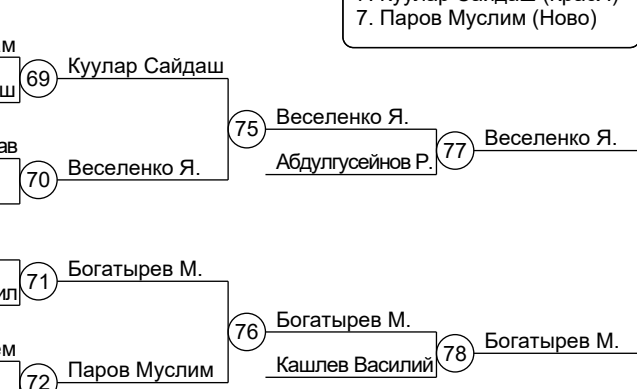 7. Паров Муслим (Ново)
69
Куулар Сайдаш
75
Веселенко Я.
70
Веселенко Я.
Абдулгусейнов Р.
77
Веселенко Я.
71
Богатырев М.
76
Богатырев М.
72
Паров Муслим
Кашлев Василий
78
Богатырев М.